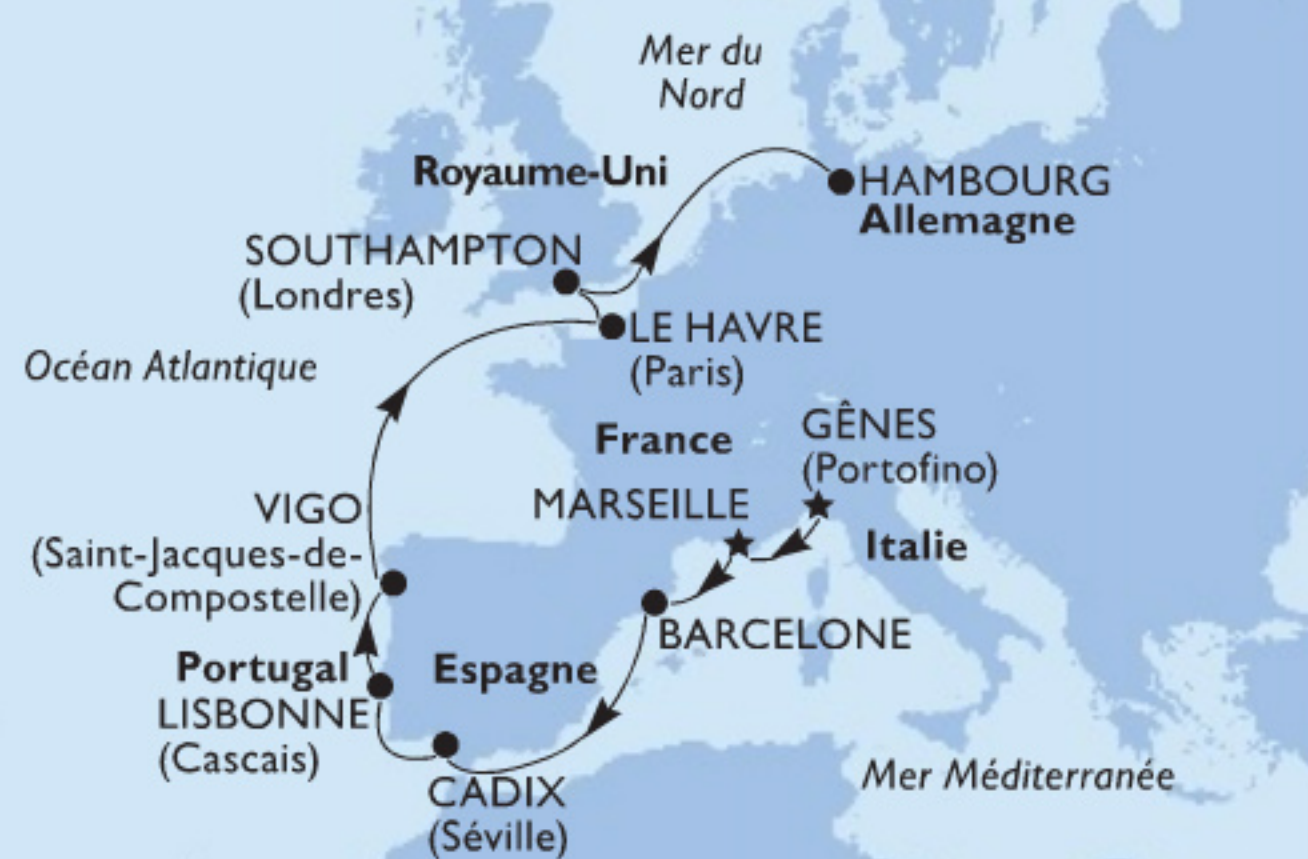 Mer du
Nord
Royaume-Uni
HAMBOURG
Allemagne
SOUTHAMPTON
(Londres)
LE HAVRE
(Paris)
Océan Atlantique
France
GÊNES
(Portofino)
MARSEILLE
Italie
VIGO
(Saint-Jacques-de-
Compostelle)
BARCELONE
Portugal
Espagne
LISBONNE
(Cascais)
CADIX
(Séville)
Mer Méditerranée